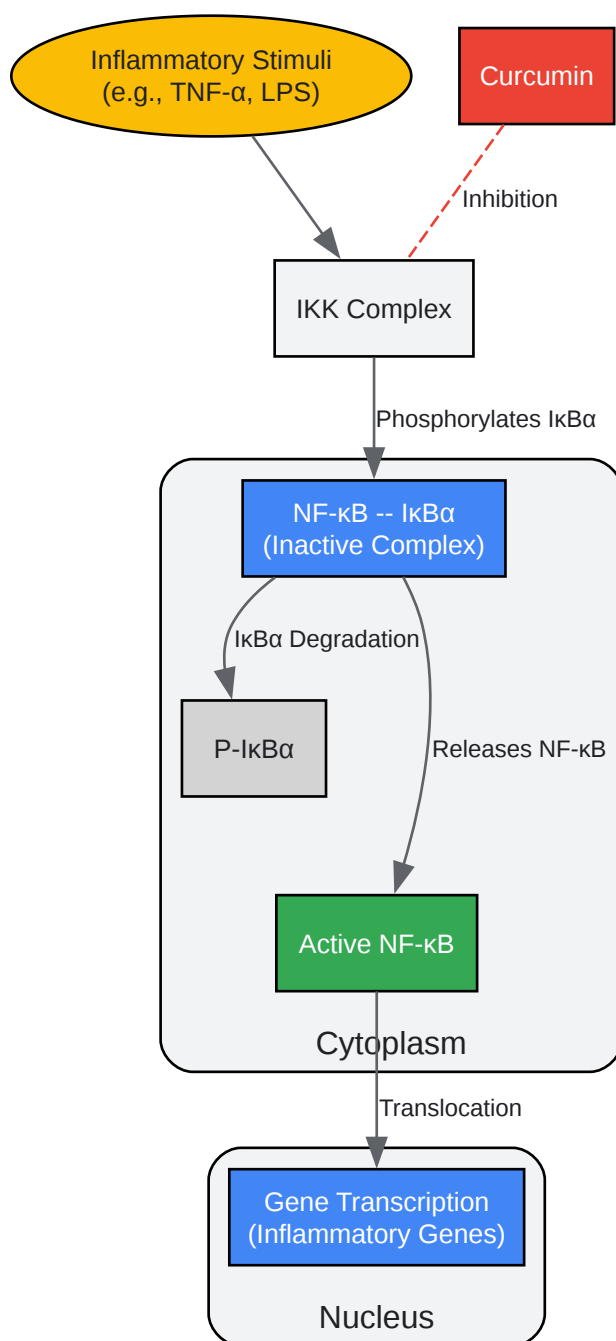 Inflammatory Stimuli
(e.g., TNF-α, LPS)
Curcumin
Inhibition
IKK Complex
Phosphorylates IκBα
NF-κB -- IκBα
(Inactive Complex)
IκBα Degradation
P-IκBα
Releases NF-κB
Active NF-κB
Cytoplasm
Translocation
Gene Transcription
(Inflammatory Genes)
Nucleus